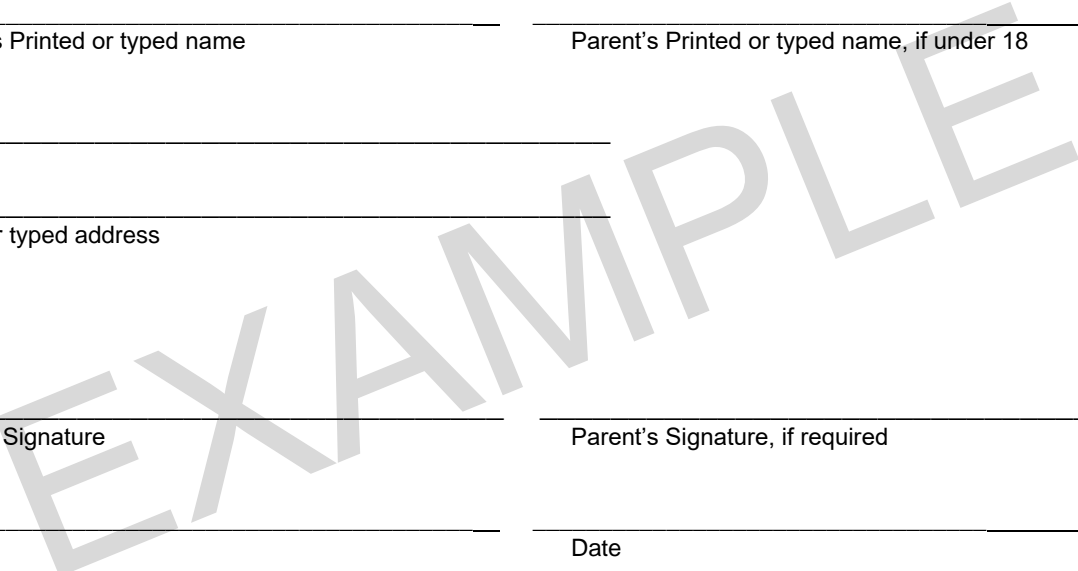 s Printed or typed name
Parent's Printed or typed name, if under 18
typed address
Signature
Parent's Signature, if required
Date
EXAMPLE